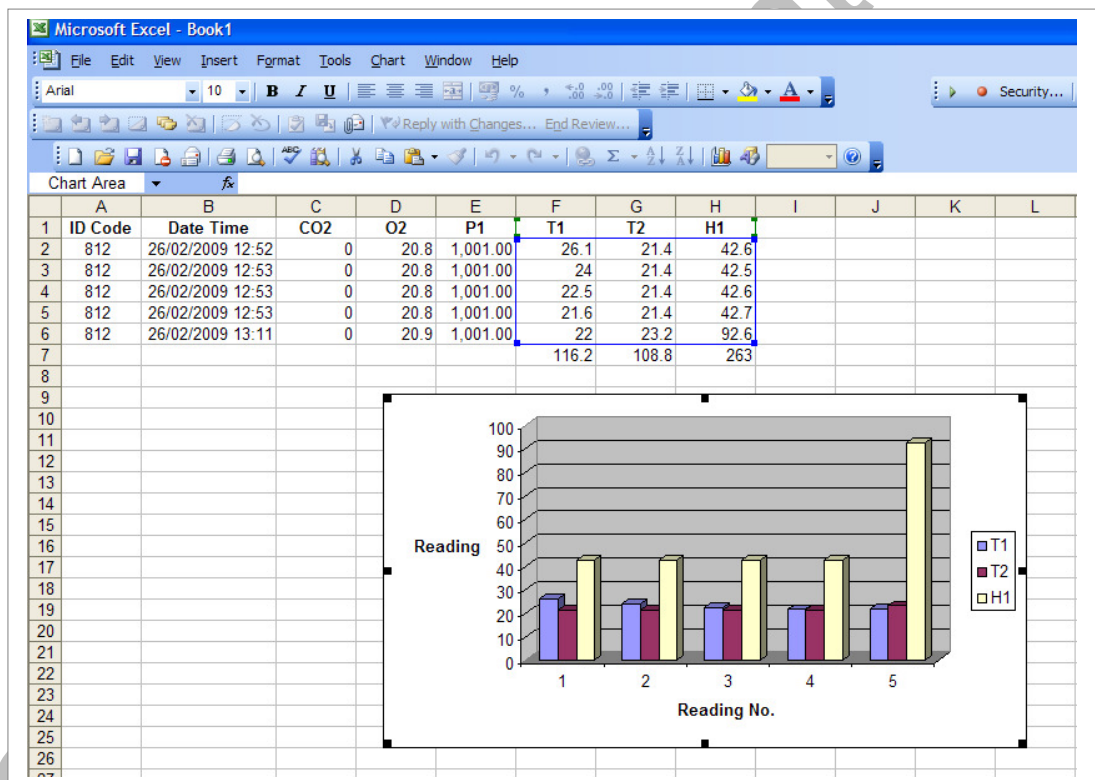 Microsoft Excel - Book1
File Edit View Insert Format Tools Chart Window Help
Arial 10 B I U % , Security...
Reply with Changes... End Review...
Chart Area fx
A B C D E F G H I J K L
1 ID Code Date Time CO2 O2 P1 T1 T2 H1
2 812 26/02/2009 12:52 0 20.8 1,001.00 26.1 21.4 42.6
3 812 26/02/2009 12:53 0 20.8 1,001.00 24 21.4 42.5
4 812 26/02/2009 12:53 0 20.8 1,001.00 22.5 21.4 42.6
5 812 26/02/2009 12:53 0 20.8 1,001.00 21.6 21.4 42.7
6 812 26/02/2009 13:11 0 20.9 1,001.00 22 23.2 92.6
7 116.2 108.8 263
8
9
10
11
12
13
14
15
16
17
18
19
20
21
22
23
24
25
26
100
90
80
70
60
Reading 50
40
30
20
10
0
T1
T2
H1
1 2 3 4 5
Reading No.